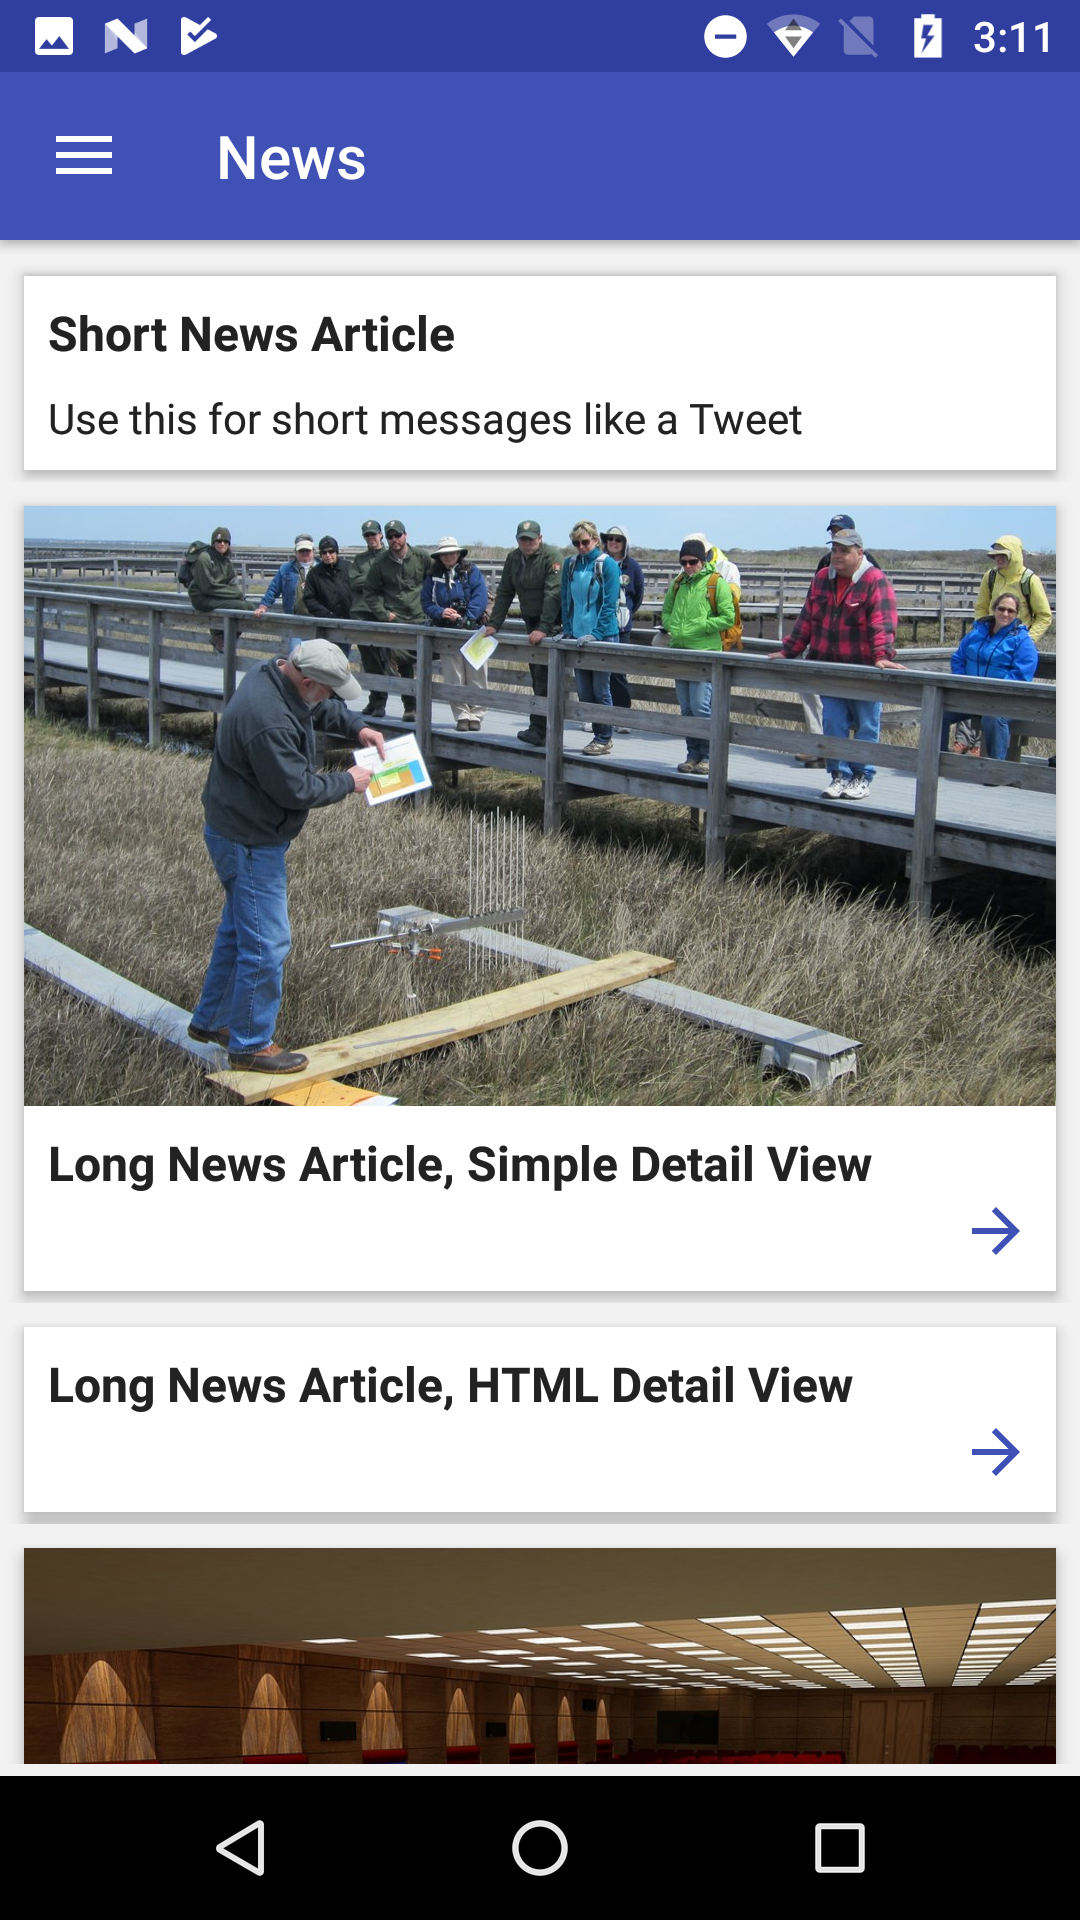 3:11
News
Short News Article
Use this for short messages like a Tweet
Long News Article, Simple Detail View
Long News Article, HTML Detail View